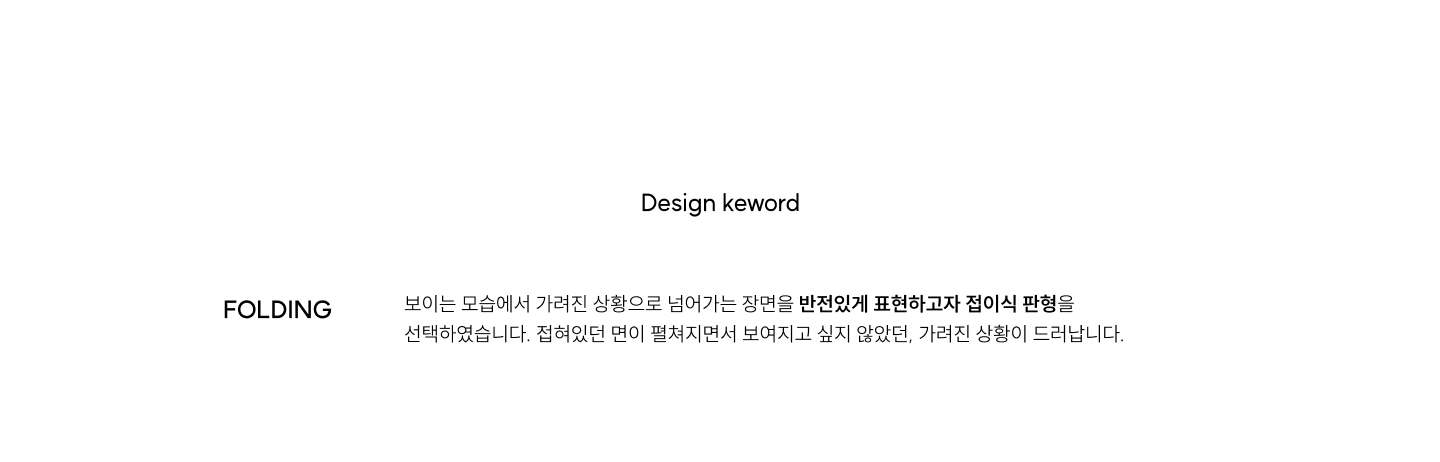 Design keword
FOLDING
보이는 모습에서 가려진 상황으로 넘어가는 장면을 반전있게 표현하고자 접이식 판형을
선택하였습니다. 접혀있던 면이 펼쳐지면서 보여지고 싶지 않았던, 가려진 상황이 드러납니다.